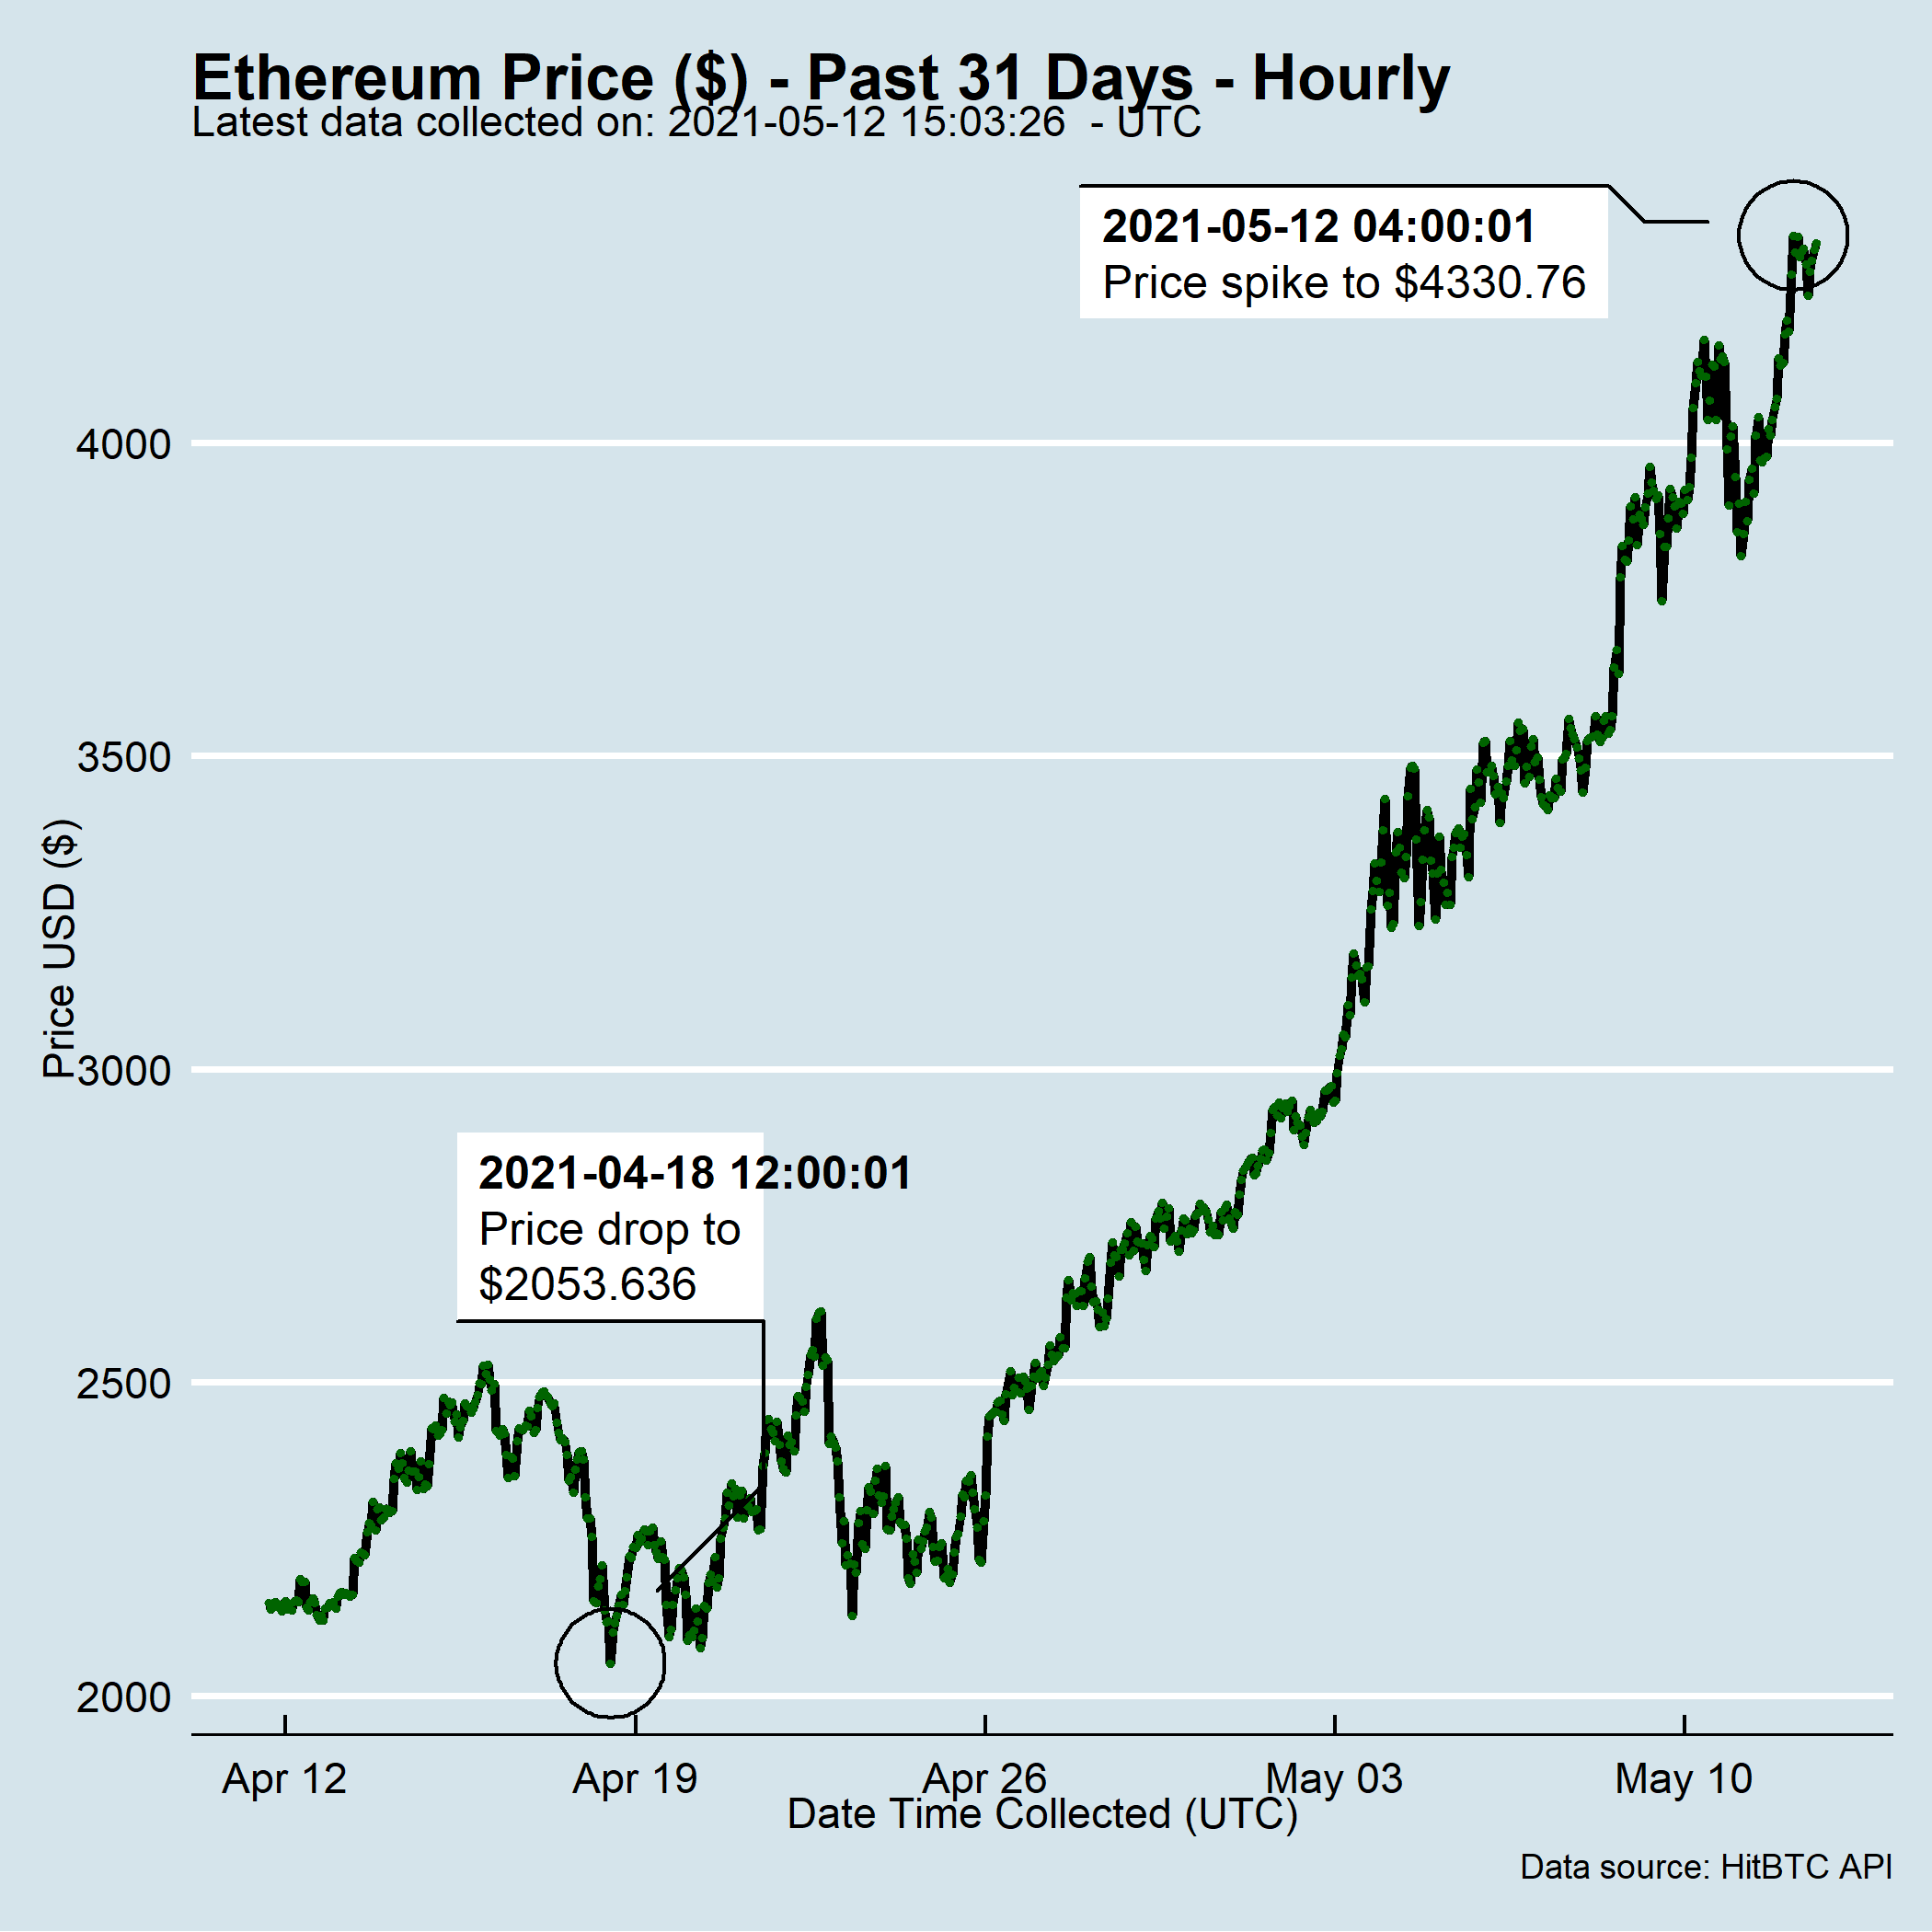 Ethereum Price ($) - Past 31 Days - Hourly
Latest data collected on: 2021-05-12 15:03:26  - UTC
2021-05-12 04:00:01
Price spike to $4330.76
4000
3500
3000
2500
2000
Price USD ($)
2021-04-18 12:00:01
Price drop to
$2053.636
Apr 12
Apr 19
Apr 26
May 03
May 10
Date Time Collected (UTC)
Data source: HitBTC API